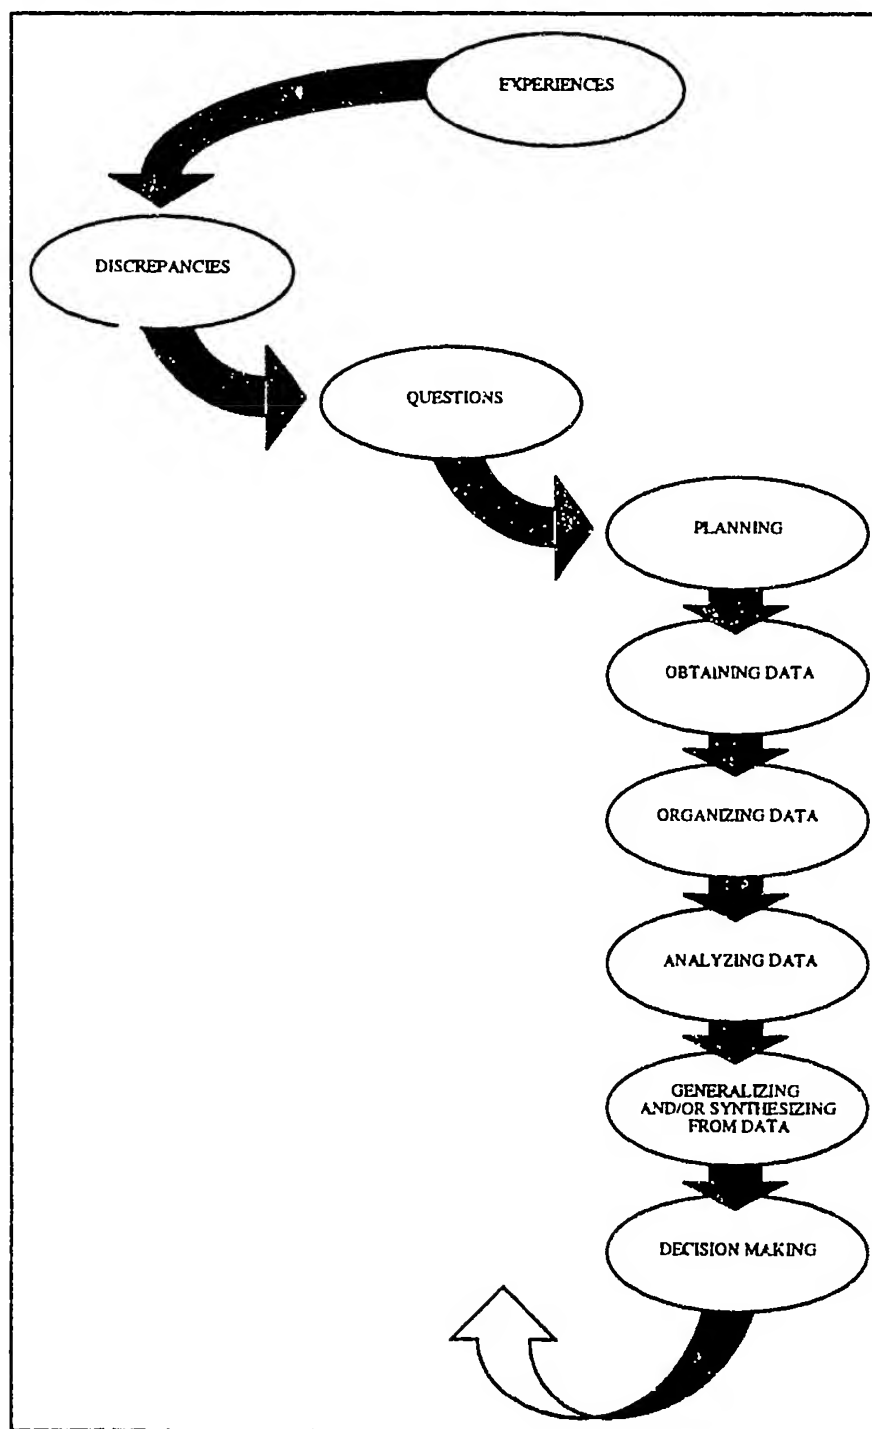 EXPERIENCES
DISCREPANCIES
QUESTIONS
PLANNING
OBTAINING DATA
ORGANIZING DATA
ANALYZING DATA
GENERALIZING
AND/OR SYNTHESIZING
FROM DATA
DECISION MAKING